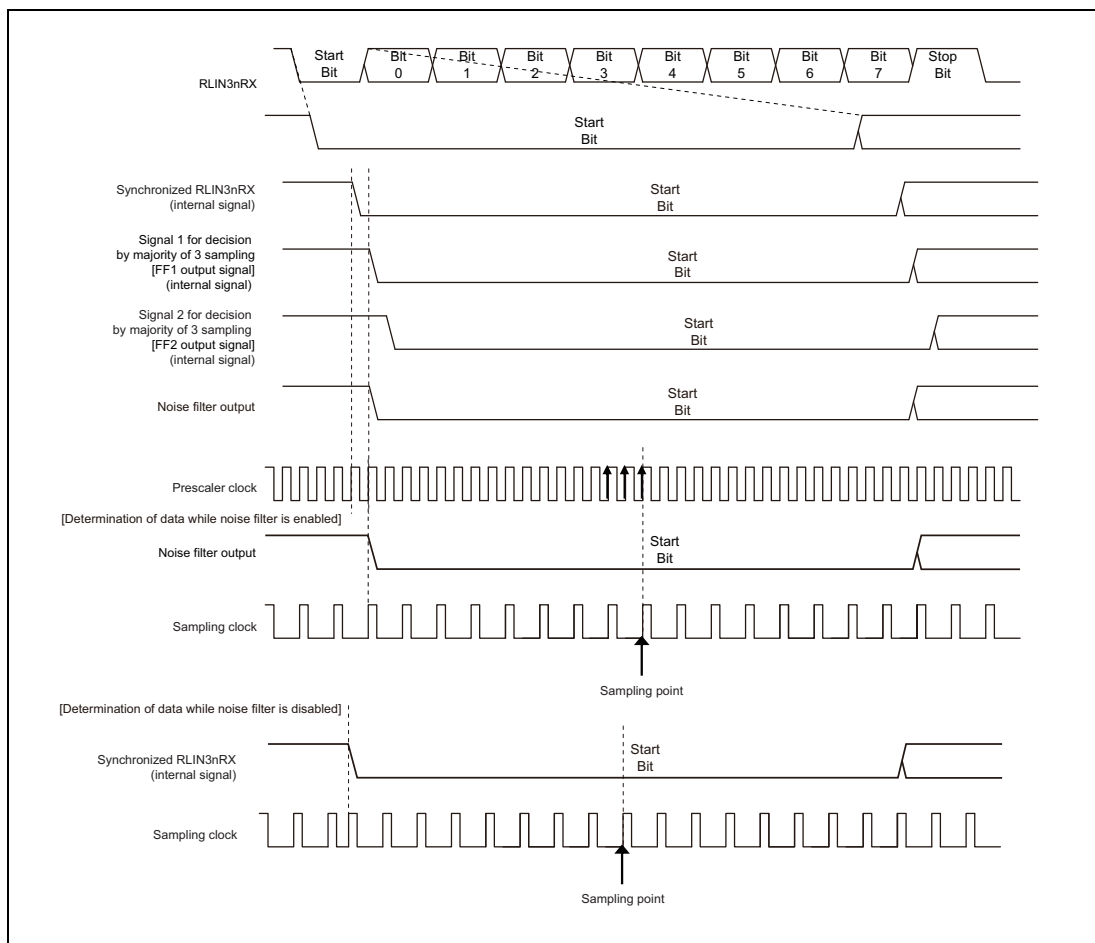 Start
Bit
Bit
0
Bit
1
Bit
2
Bit
3
Bit
4
Bit
5
Bit
6
Bit
7
Stop
Bit
RLIN3nRX
Start
Bit
Synchronized RLIN3nRX
(internal signal)
Start
Bit
Signal 1 for decision
by majority of 3 sampling
[FF1 output signal]
(internal signal)
Start
Bit
Signal 2 for decision
by majority of 3 sampling
[FF2 output signal]
(internal signal)
Start
Bit
Noise filter output
Start
Bit
Prescaler clock
[Determination of data while noise filter is enabled]
Noise filter output
Start
Bit
Sampling clock
Sampling point
[Determination of data while noise filter is disabled]
Synchronized RLIN3nRX
(internal signal)
Start
Bit
Sampling clock
Sampling point